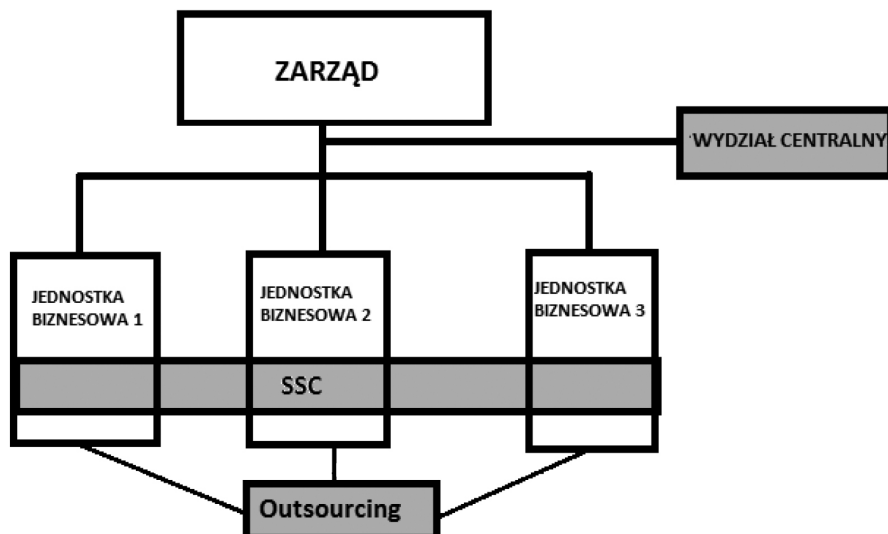 ZARZĄD
WYDZIAŁ CENTRALNY
JEDNOSTKA
BIZNESOWA 1
JEDNOSTKA
BIZNESOWA 2
JEDNOSTKA
BIZNESOWA 3
SSC
Outsourcing